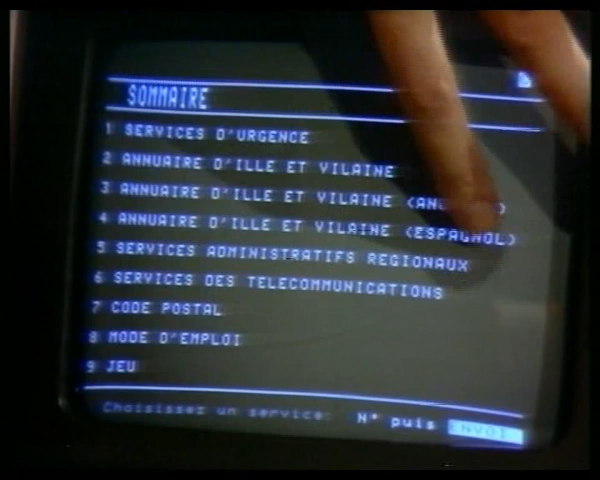 SOMMAIRE
1 SERVICES D'URGENCE
2 ANNUAIRE D'ILLE ET VILAINE
3 ANNUAIRE D'ILLE ET VILAINE
4 ANNUAIRE D'ILLE ET VILAINE (ESPAGNOL)
5 SERVICES ADMINISTRATIFS REGIONAUX
6 SERVICES DES TELECOMMUNICATIONS
7 CODE POSTAL
8 MODE D'EMPLOI
9 JEU
Choisissez un service: N° puis ENVOI